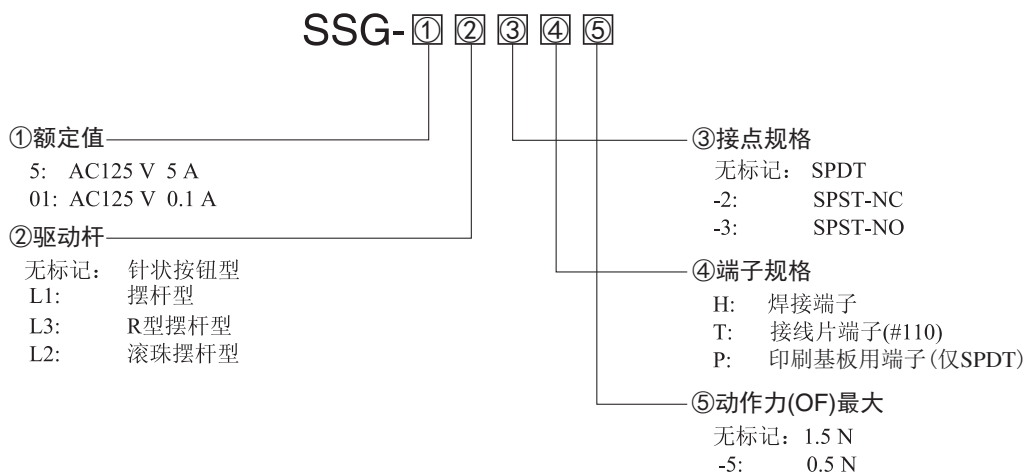 SSG-①②③④⑤
①额定值
5: AC125 V 5 A
01: AC125 V 0.1 A
②驱动杆
无标记： 针状按钮型
L1: 摆杆型
L3: R型摆杆型
L2: 滚珠摆杆型
③接点规格
无标记： SPDT
-2: SPST-NC
-3: SPST-NO
④端子规格
H: 焊接端子
T: 接线片端子(#110)
P: 印刷基板用端子(仅SPDT)
⑤动作力(OF)最大
无标记：1.5 N
-5: 0.5 N